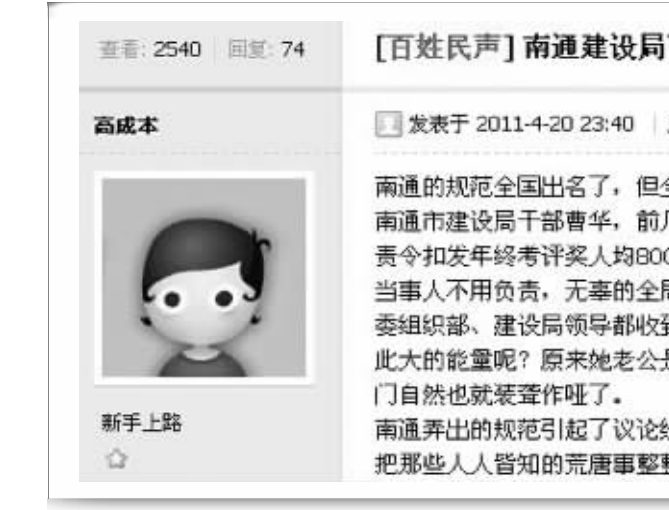 查看: 2540 回复: 74
[百姓民声] 南通建设局
高成本
发表于 2011-4-20 23:40
南通的规范全国出名了，但
南通市建设局干部曹华，前
责令扣发年终考评奖人均800
当事人不用负责，无辜的全
委组织部、建设局领导都收
此大的能量呢？原来她老公
门自然也就装聋作哑了。
新手上路
南通弄出的规范引起了议论
把那些人人皆知的荒唐事整